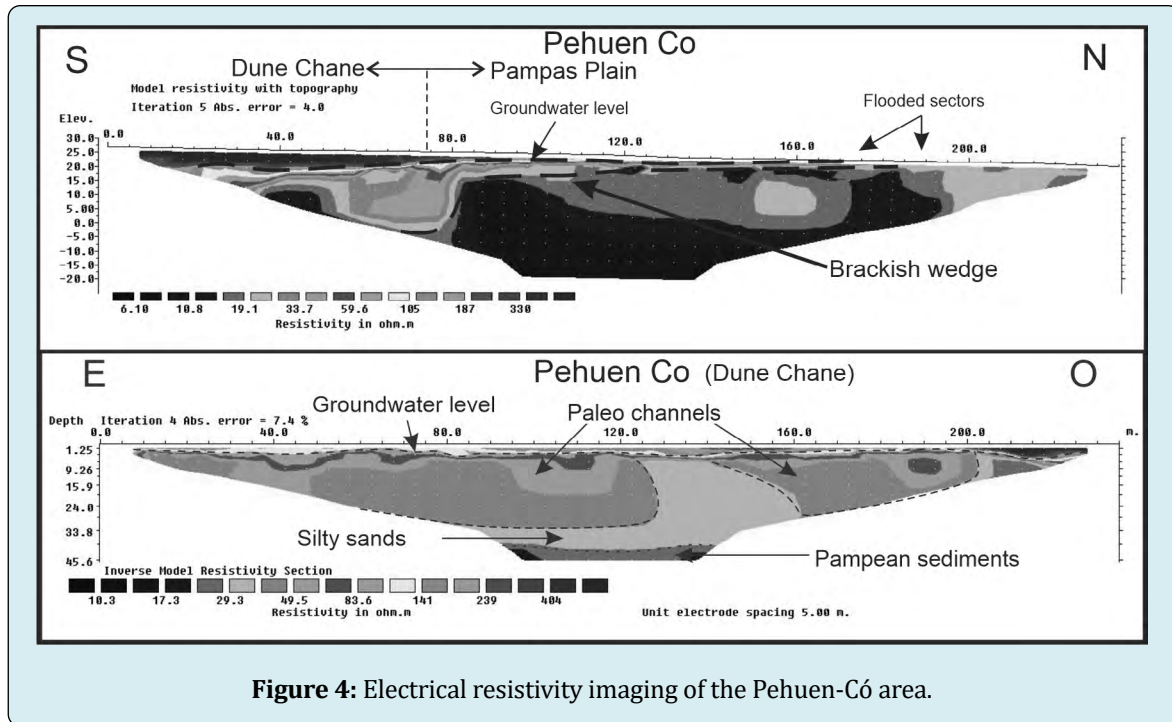 Pehuen Co
S
N
Dune Chane
Pampas Plain
Model resistivity with topography
Iteration 5 Abs. error = 4.0
Groundwater level
Flooded sectors
Elev.
0.0 40.0 80.0 120.0 160.0 200.0
30.0
25.0
20.0
15.0
10.0
5.00
0.0
-5.0
-10.0
-15.0
-20.0
Brackish wedge
6.10 10.8 19.1 33.7 59.6 105 187 330
Resistivity in ohm.m
E
Pehuen Co (Dune Chane)
O
Groundwater level
Paleo channels
Depth Iteration 4 Abs. error = 7.4 %
0.0 40.0 80.0 120.0 160.0 200.0 m.
1.25
9.26
15.9
24.0
33.8
45.6
Silty sands
Pampean sediments
Inverse Model Resistivity Section
10.3 17.3 29.3 49.5 83.6 141 239 404
Resistivity in ohm.m
Unit electrode spacing 5.00 m.
Figure 4: Electrical resistivity imaging of the Pehuen-Có area.